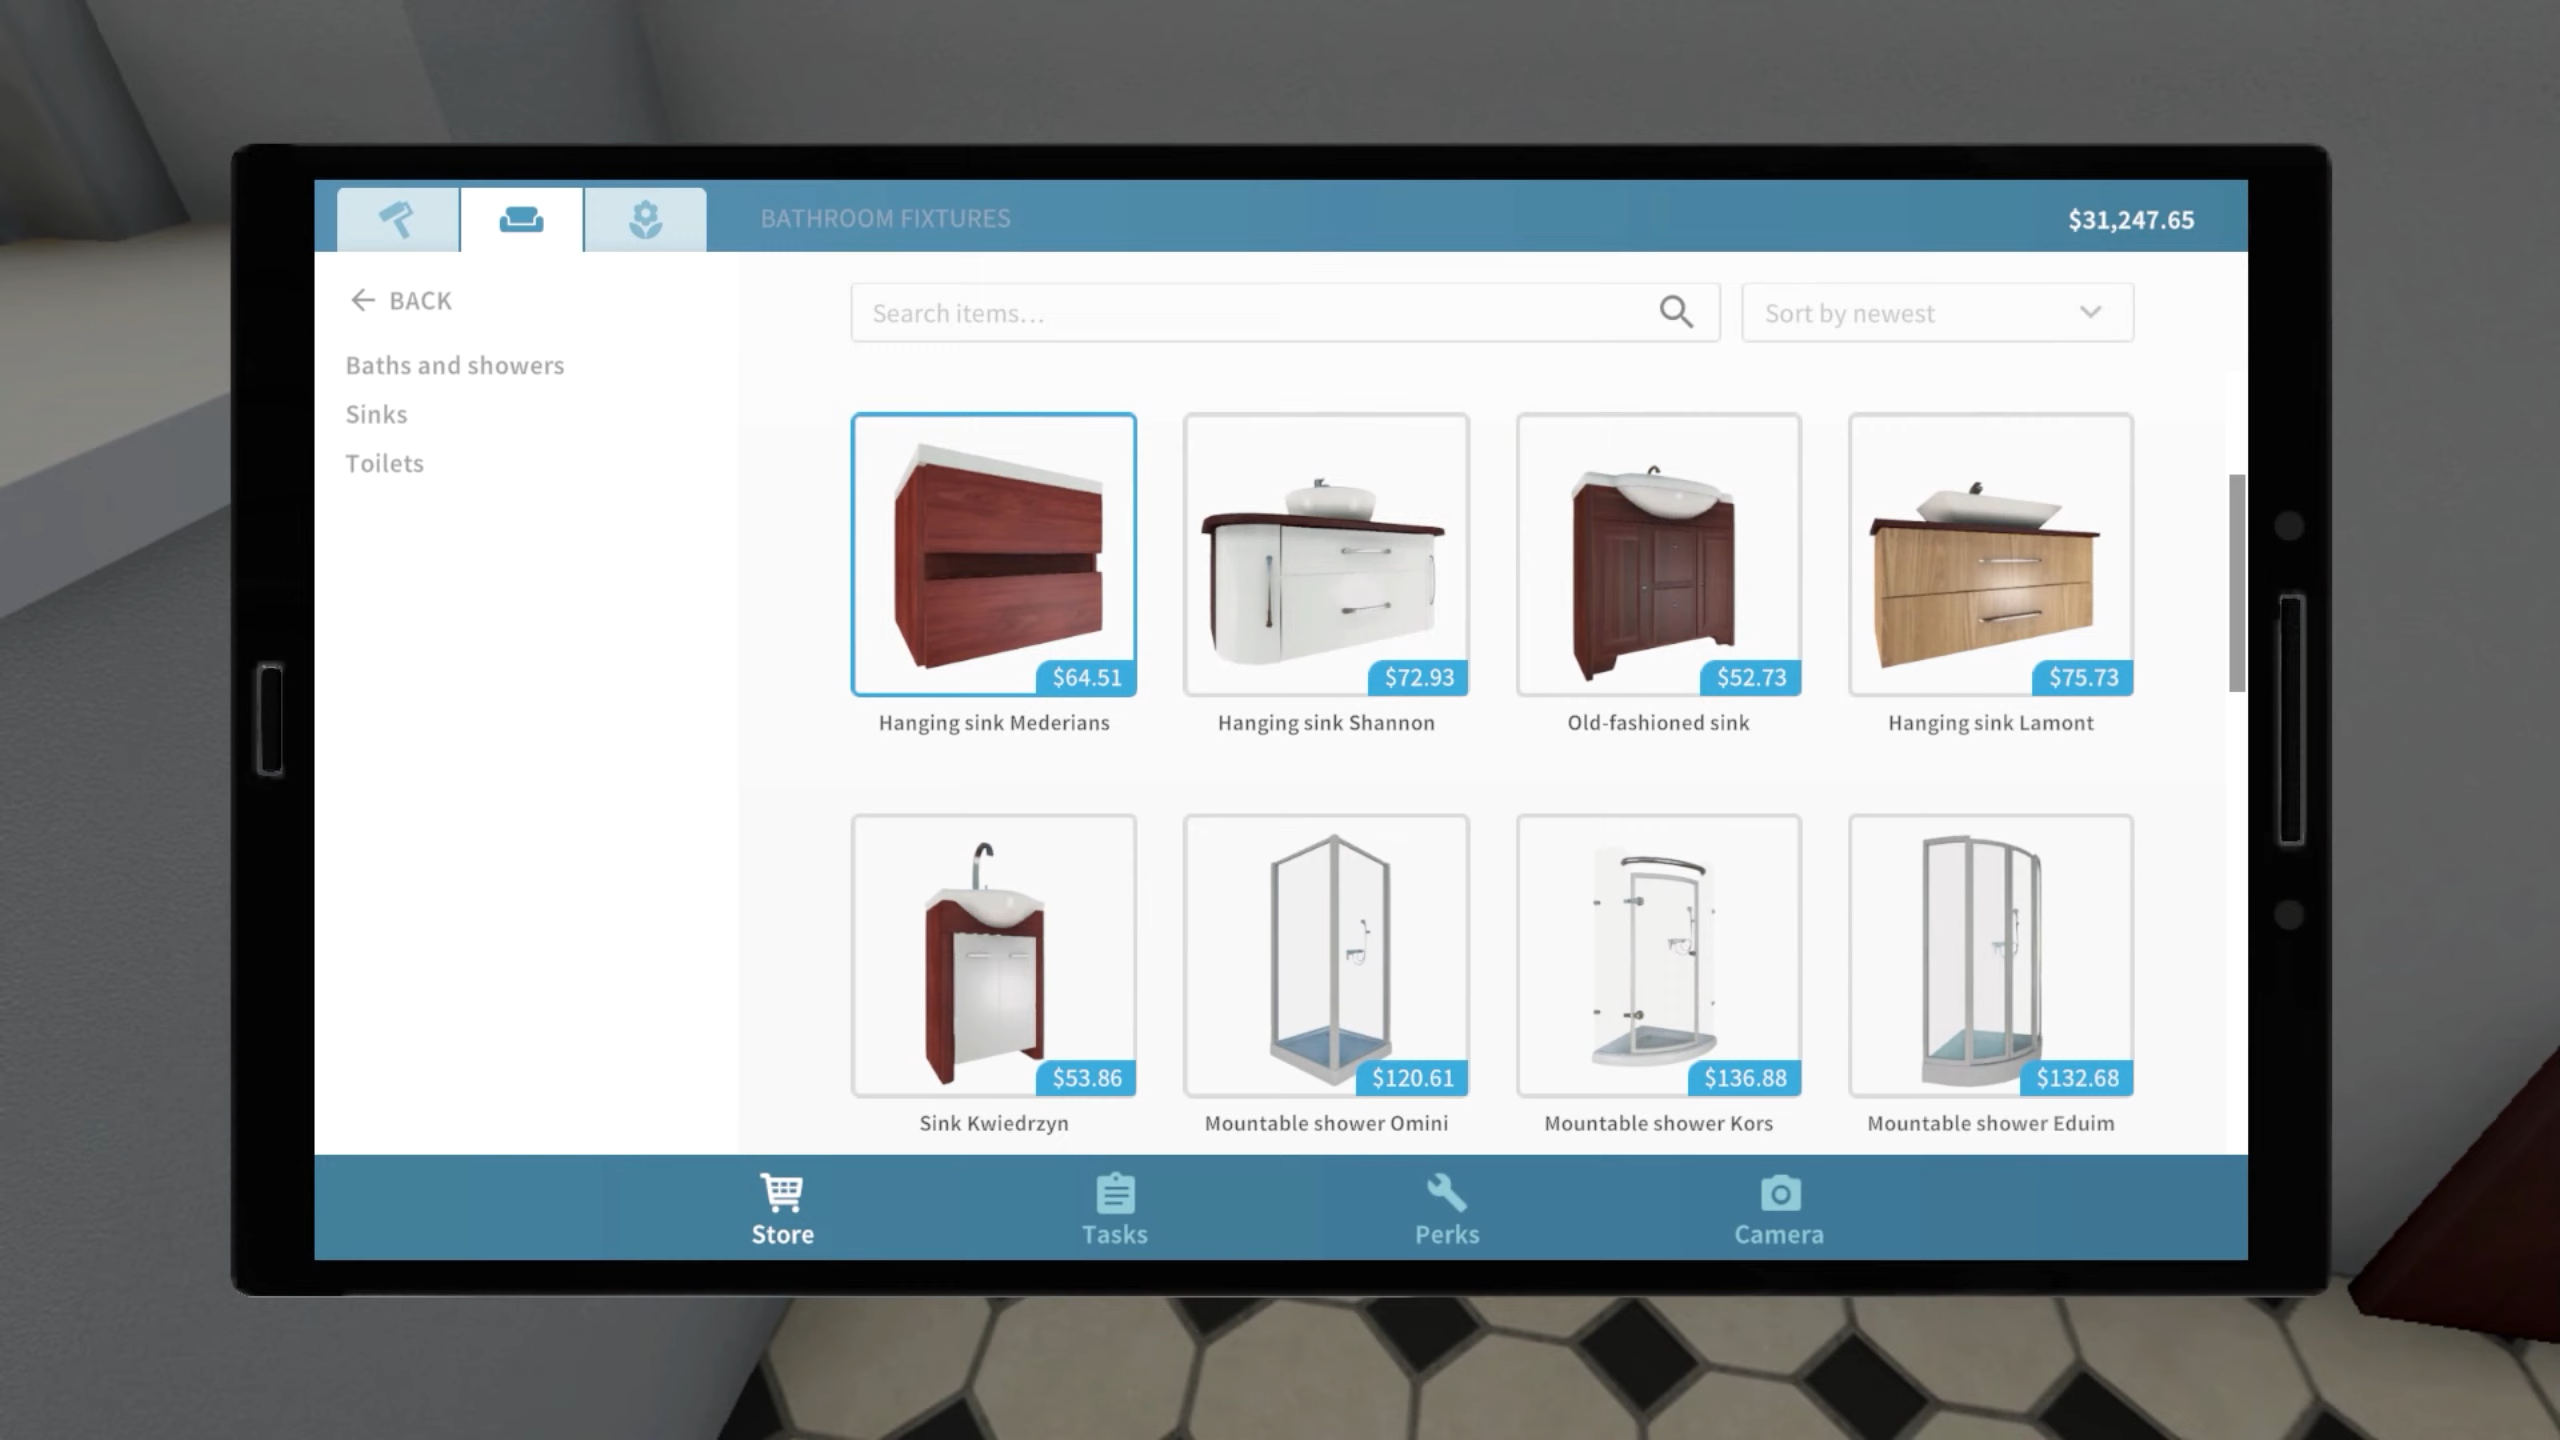 BATHROOM FIXTURES
$31,247.65
BACK
Search items...
Sort by newest
Baths and showers
Sinks
Toilets
$64.51
$72.93
$52.73
$75.73
Hanging sink Mederians
Hanging sink Shannon
Old-fashioned sink
Hanging sink Lamont
$53.86
$120.61
$136.88
$132.68
Sink Kwiedrzyn
Mountable shower Omini
Mountable shower Kors
Mountable shower Eduim
Store
Tasks
Perks
Camera